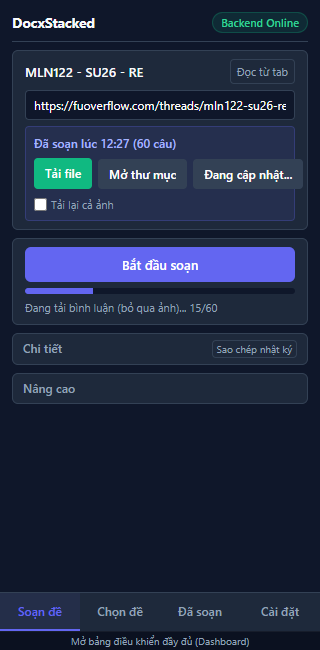 DocxStacked
Backend Online
MLN122 - SU26 - RE
Đọc từ tab
https://fuoverflow.com/threads/mln122-su26-re
Đã soạn lúc 12:27 (60 câu)
Tải file
Mở thư mục
Đang cập nhật...
Tải lại cả ảnh
Bắt đầu soạn
Đang tải bình luận (bỏ qua ảnh)... 15/60
Chi tiết
Sao chép nhật ký
Nâng cao
Soạn đề
Chọn đề
Đã soạn
Cài đặt
Mở bảng điều khiển đầy đủ (Dashboard)